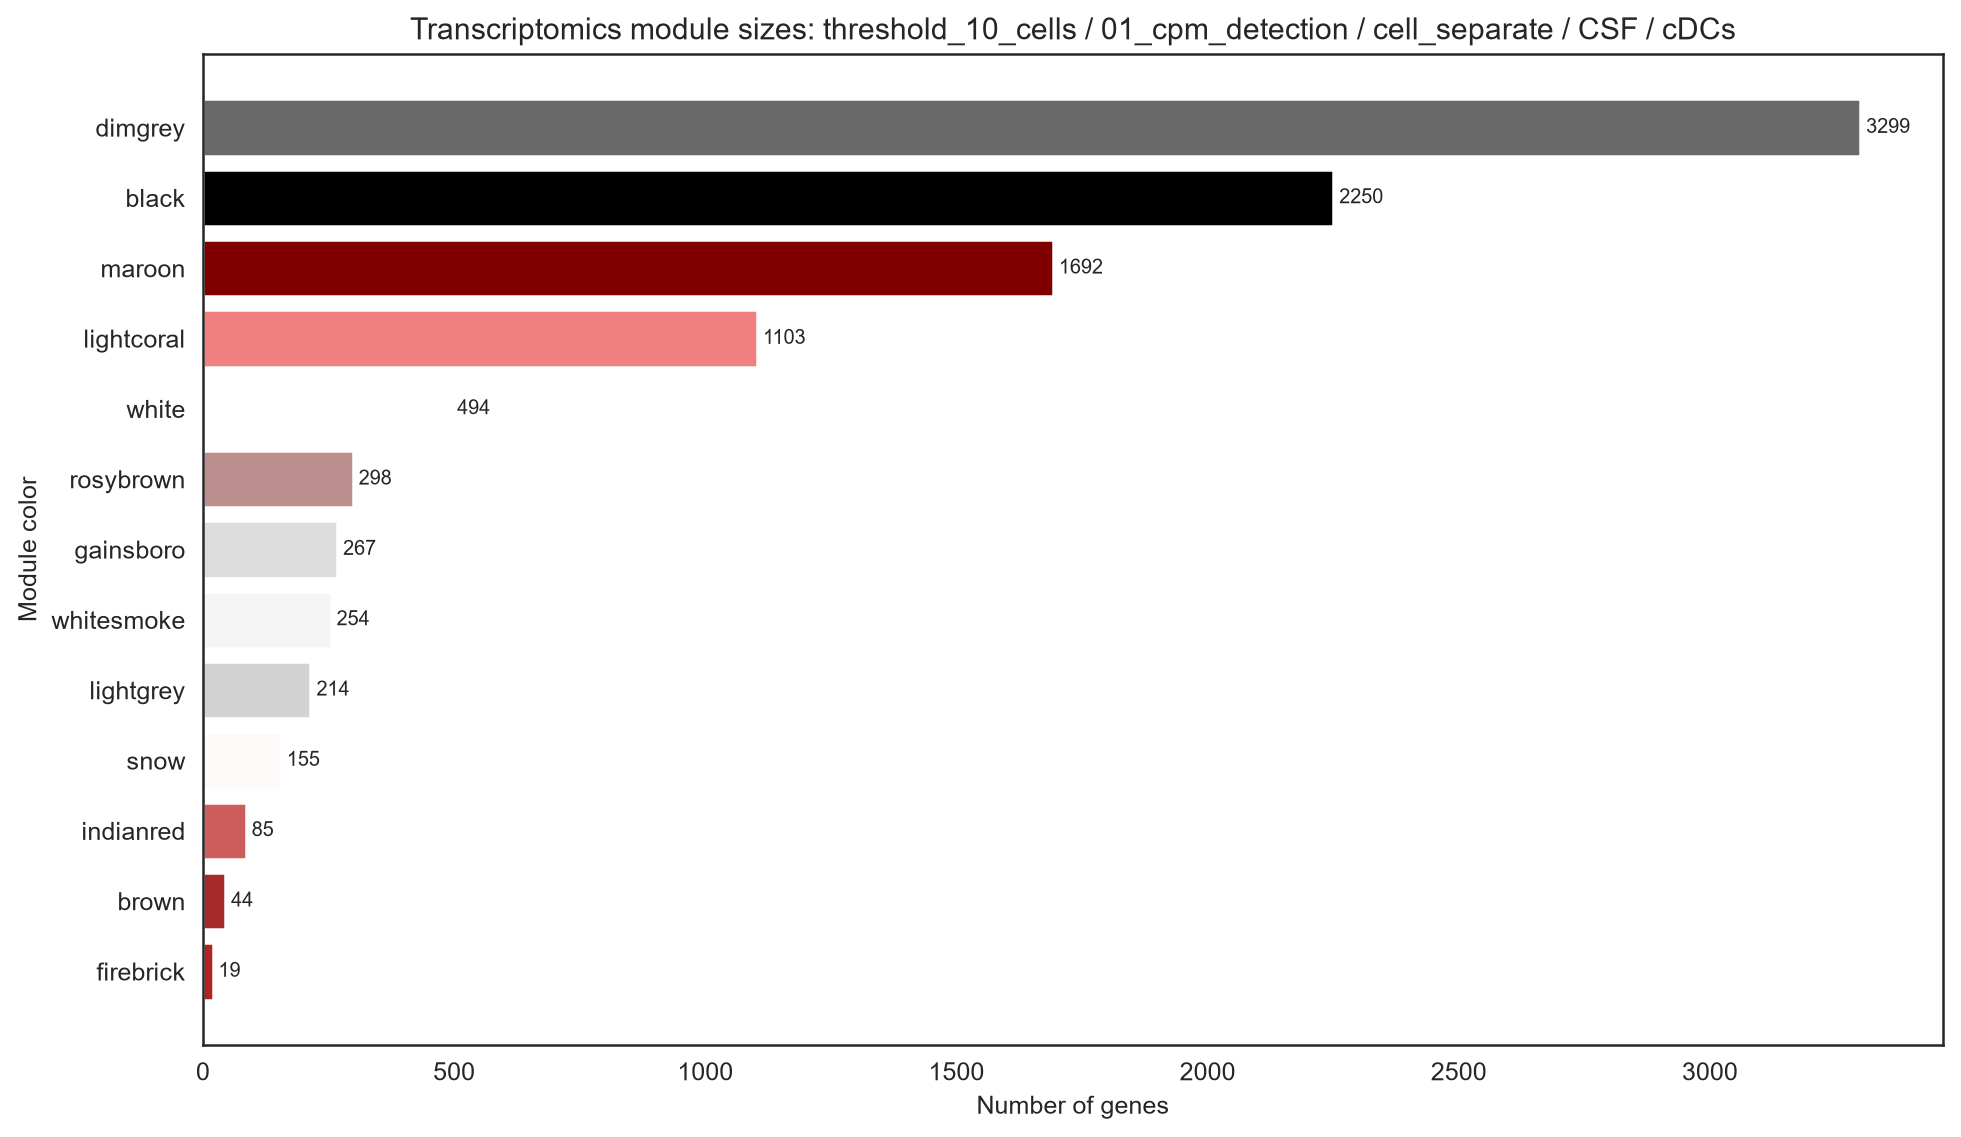 Transcriptomics module sizes: threshold_10_cells / 01_cpm_detection / cell_separate / CSF / cDCs
dimgrey 3299
black 2250
maroon 1692
lightcoral 1103
white 494
rosybrown 298
gainsboro 267
whitesmoke 254
lightgrey 214
snow 155
indianred 85
brown 44
firebrick 19
Module color
0 500 1000 1500 2000 2500 3000
Number of genes